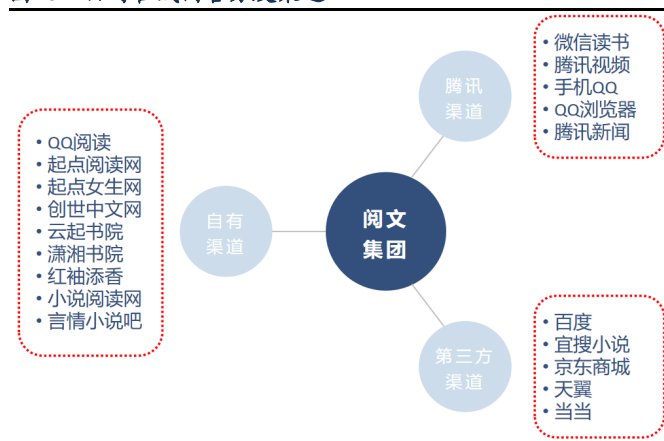 腾讯
渠道
• 微信读书
• 腾讯视频
• 手机QQ
• QQ浏览器
• 腾讯新闻
• QQ阅读
• 起点阅读网
• 起点女生网
• 创世中文网
• 云起书院
• 潇湘书院
• 红袖添香
• 小说阅读网
• 言情小说吧
自有
渠道
阅文
集团
第三方
渠道
• 百度
• 宜搜小说
• 京东商城
• 天翼
• 当当